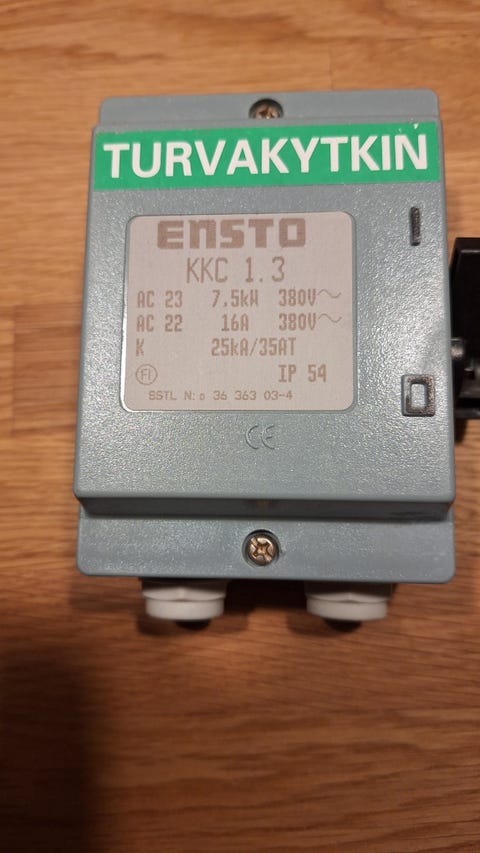 TURVAKYTKIN
ENSTO
KKC 1.3
AC 23 7,5kW 380V~
AC 22 16A 380V~
K 25kA/35AT
FI IP 54
SSTL N:o 36 363 03-4
I
0
CE